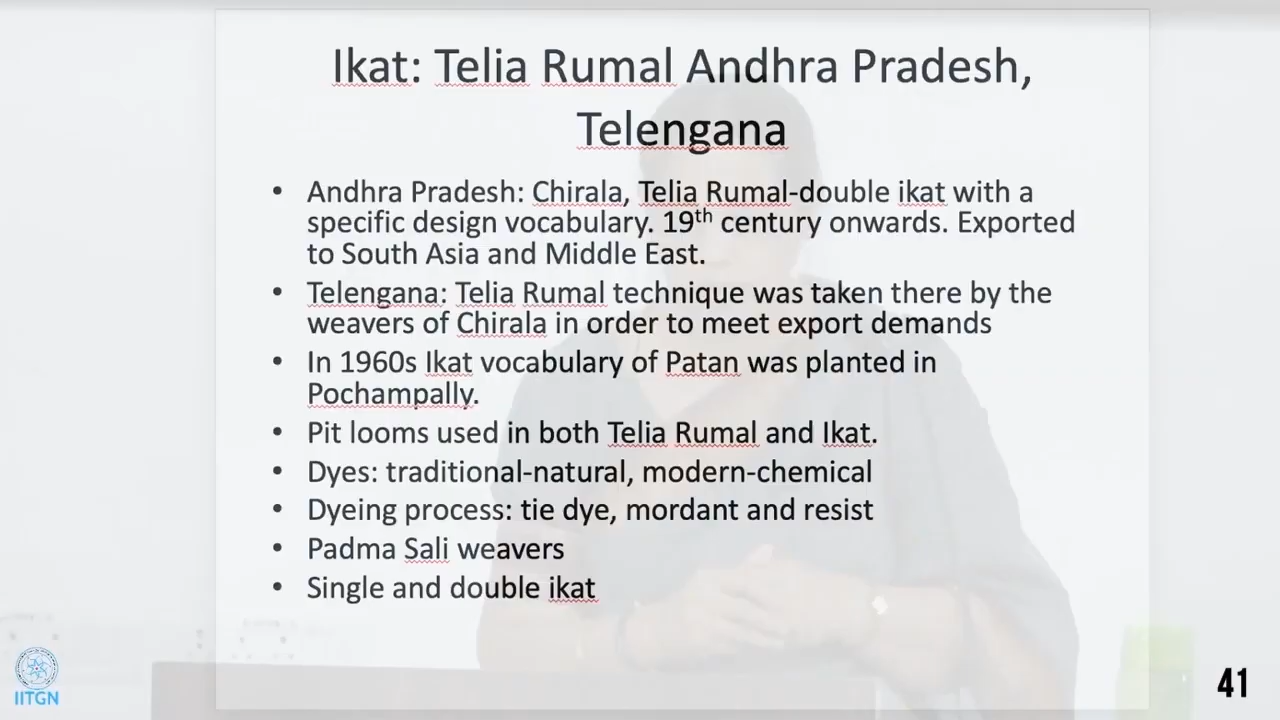 Ikat: Telia Rumal Andhra Pradesh,
Telengana
• Andhra Pradesh: Chirala, Telia Rumal-double ikat with a
specific design vocabulary. 19th century onwards. Exported
to South Asia and Middle East.
• Telengana: Telia Rumal technique was taken there by the
weavers of Chirala in order to meet export demands
• In 1960s Ikat vocabulary of Patan was planted in
Pochampally.
• Pit looms used in both Telia Rumal and Ikat.
• Dyes: traditional-natural, modern-chemical
• Dyeing process: tie dye, mordant and resist
• Padma Sali weavers
• Single and double ikat
IITGN
41